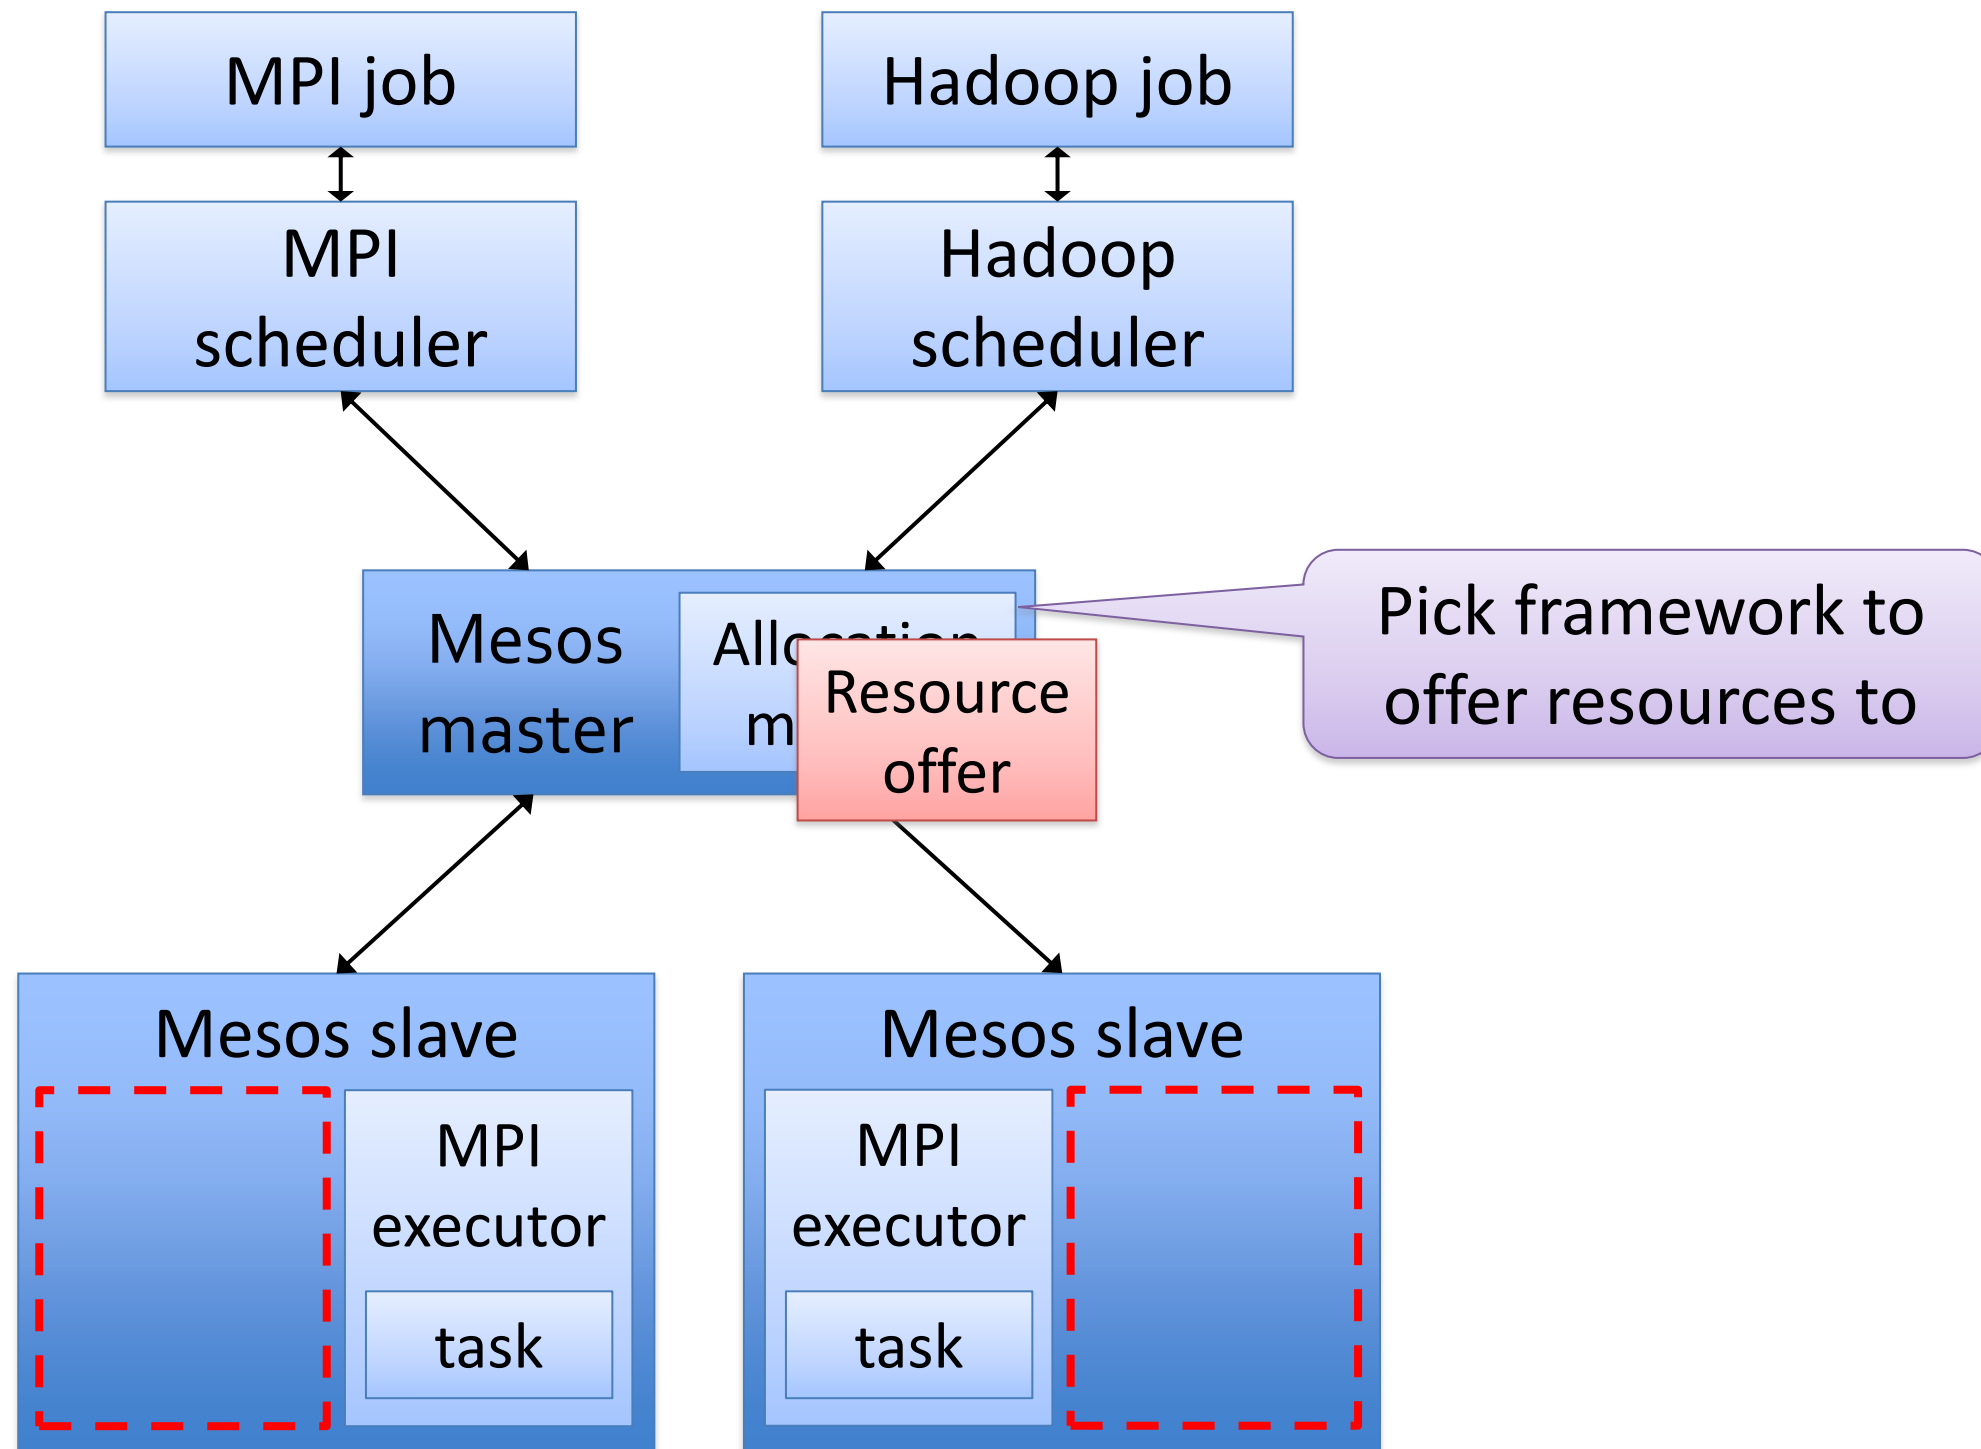 MPI job
Hadoop job
MPI
scheduler
Hadoop
scheduler
Mesos
master
Resource
offer
Pick framework to
offer resources to
Mesos slave
MPI
executor
task
Mesos slave
MPI
executor
task